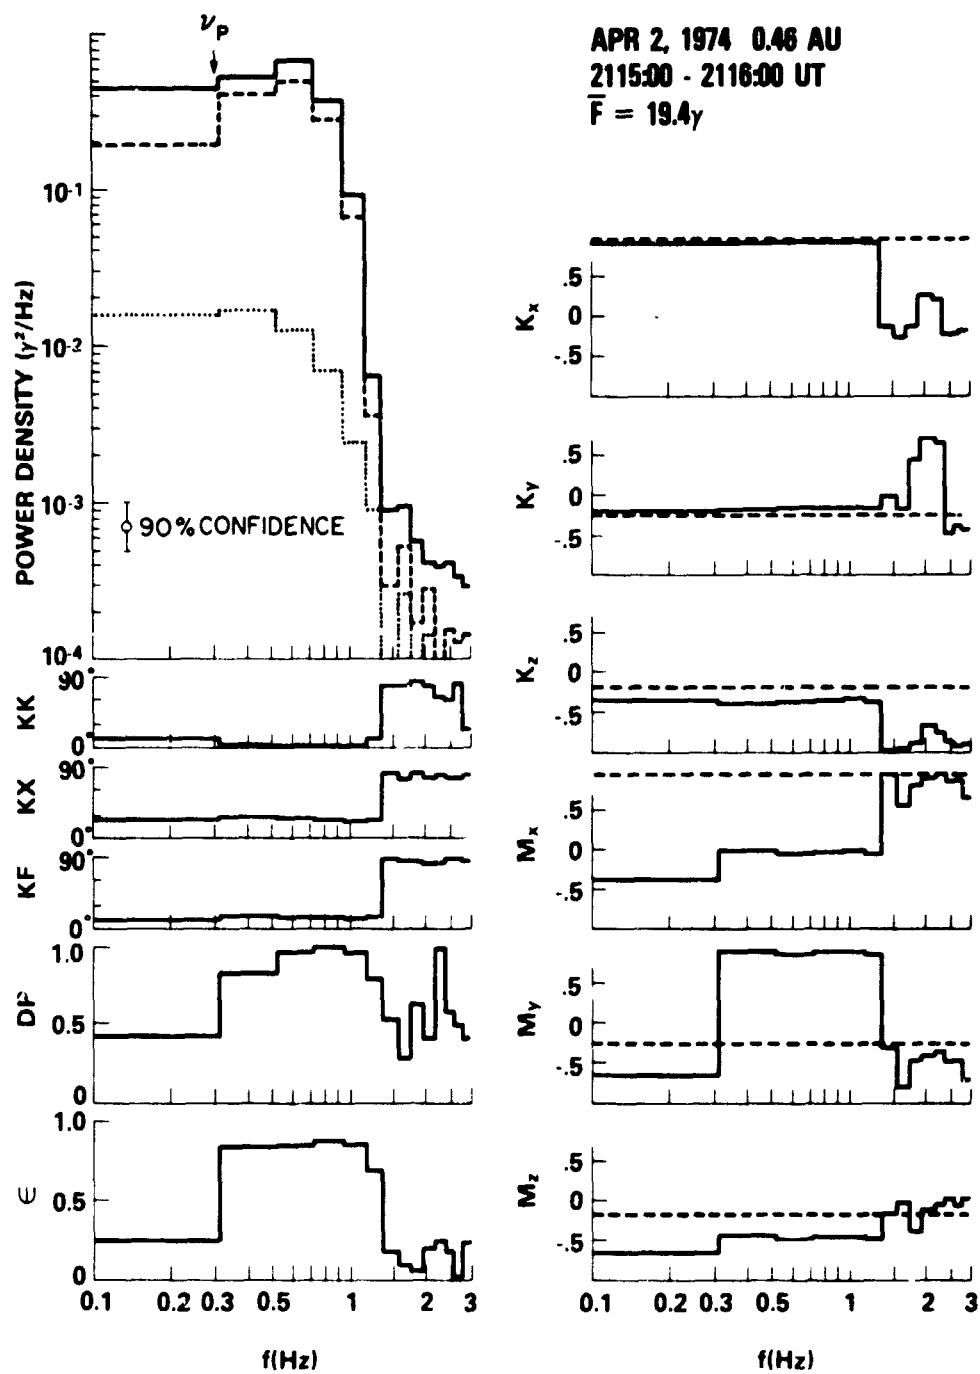 νP
APR 2, 1974 0.46 AU
2115:00 - 2116:00 UT
F̅ = 19.4γ
POWER DENSITY (γ²/Hz)
10-1
10-2
10-3
10-4
90% CONFIDENCE
KK
90°
0°
KX
90°
0°
KF
90°
0°
DP
1.0
0.5
0
ϵ
1.0
0.5
0
0.1 0.2 0.3 0.5 1 2 3
f(Hz)
Kx
.5
0
-.5
Ky
.5
0
-.5
Kz
.5
0
-.5
Mx
.5
0
-.5
My
.5
0
-.5
Mz
.5
0
-.5
0.1 0.2 0.3 0.5 1 2 3
f(Hz)